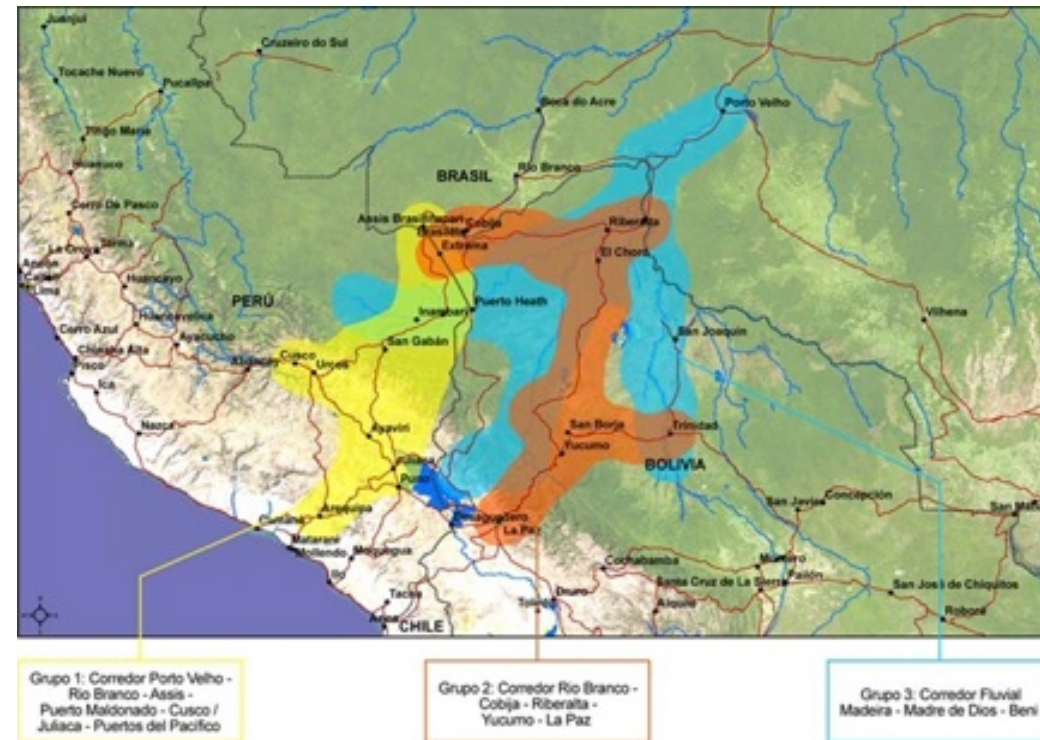 Juanjui
Cruzeiro do Sul
Tocache Nuevo
Pucallpa
Boca do Acre
Porto Velho
Tingo Maria
Huanuco
BRASIL
Rio Branco
Cerro De Pasco
Assis Brasil
Cobija
Riberalta
Extrema
El Choro
La Oroya
Lima
Huancayo
PERÚ
Inambari
Puerto Heath
Vilhena
Huancavelica
Ayacucho
San Joaquin
Cerro Azul
Chincha Alta
Pisco
San Gabán
Abancay
Cusco
Urcos
Ica
Nazca
Ayaviri
San Borja
Trinidad
Yucumo
Juliaca
BOLIVIA
Puno
San Javier
Concepción
Camaná
Arequipa
La Paz
Matarani
Mollendo
Moquegua
Ilo
Cochabamba
Montero
Pailón
Santa Cruz de La Sierra
San José de Chiquitos
Tacna
Oruro
Aiquile
Roboré
Arica
CHILE
Grupo 1: Corredor Porto Velho -
Rio Branco - Assis -
Puerto Maldonado - Cusco /
Juliaca - Puertos del Pacífico
Grupo 2: Corredor Rio Branco -
Cobija - Riberalta -
Yucumo - La Paz
Grupo 3: Corredor Fluvial
Madeira - Madre de Dios - Beni